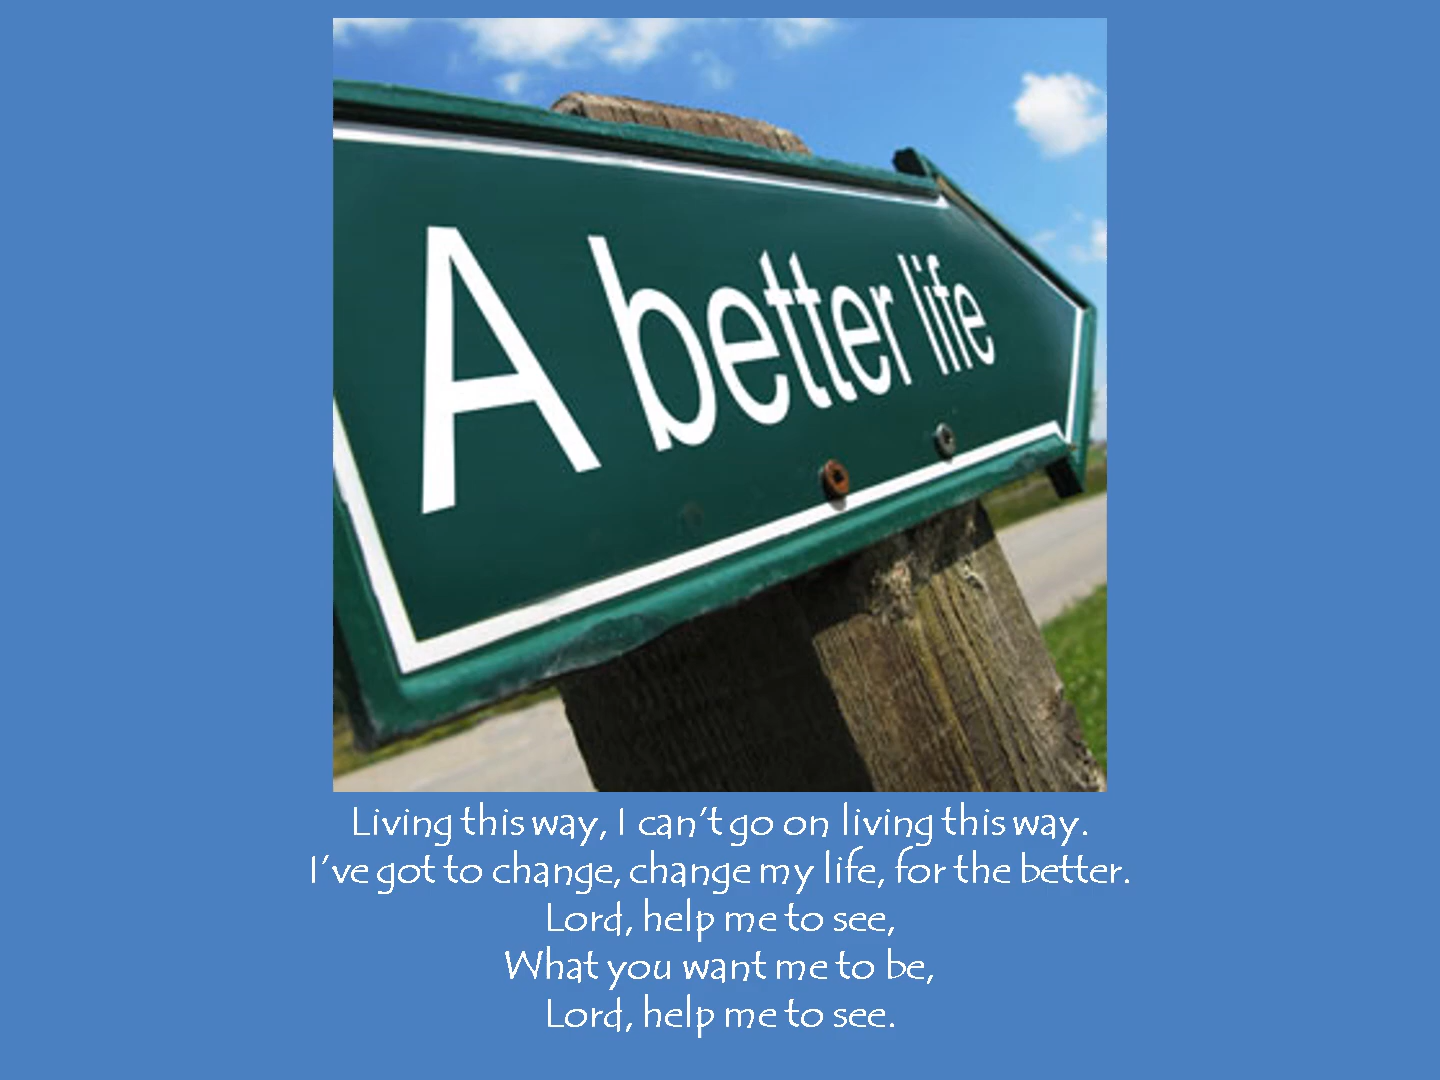 A better life
Living this way, I can't go on living this way.
I've got to change, change my life, for the better.
Lord, help me to see,
What you want me to be,
Lord, help me to see.